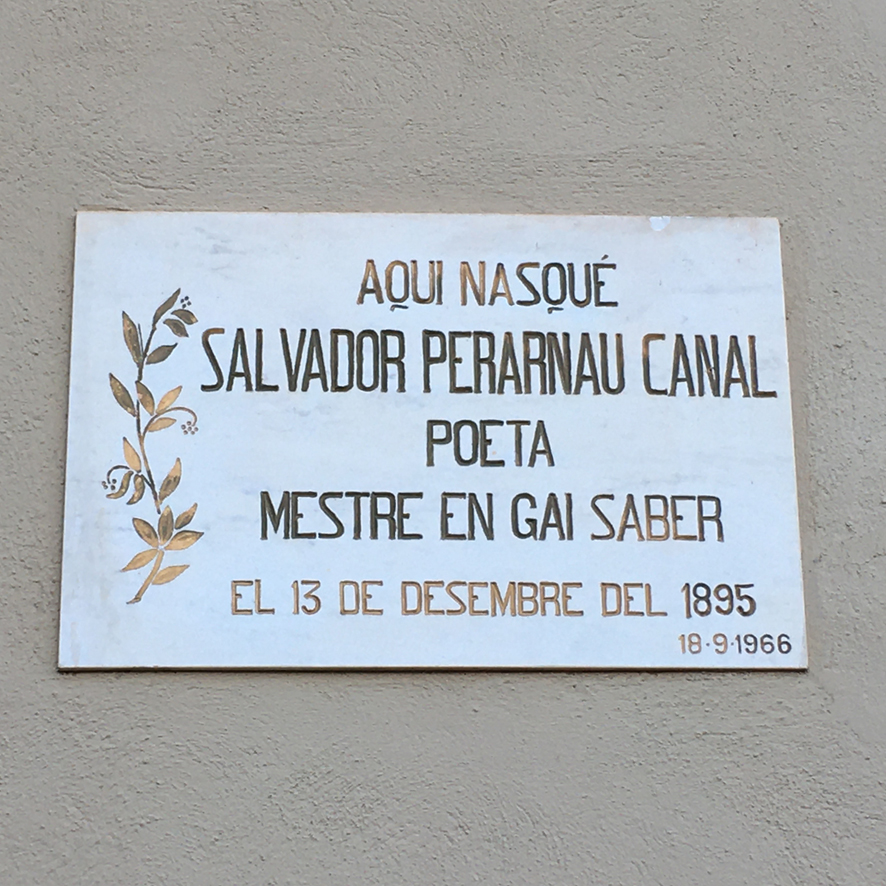 AQUI NASQUÉ
SALVADOR PERARNAU CANAL
POETA
MESTRE EN GAI SABER
EL 13 DE DESEMBRE DEL 1895
18·9·1966